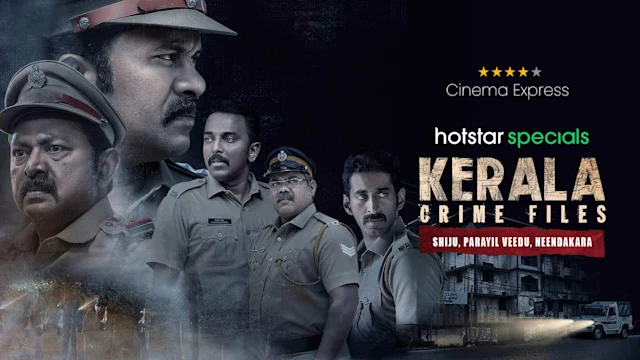 Cinema Express
hotstar specials
KERALA
CRIME FILES
SHIJU, PARAYIL VEEDU, NEENDAKARA